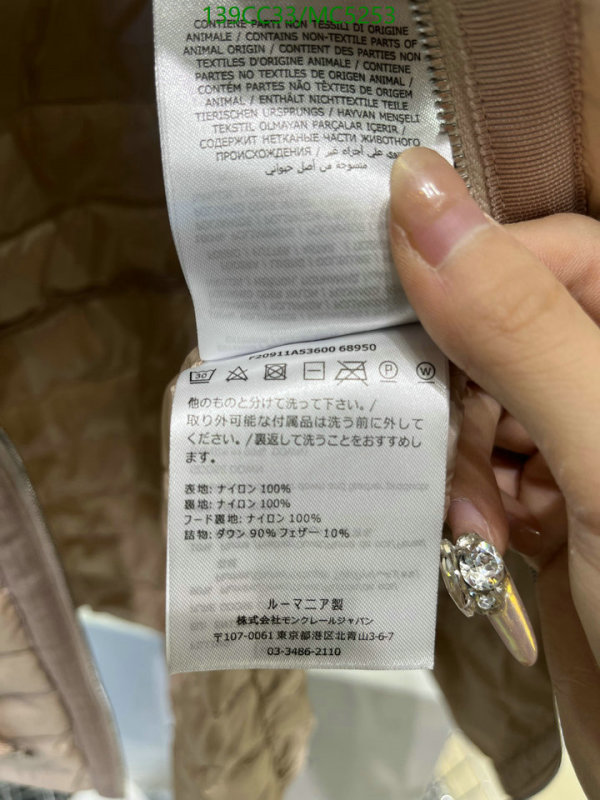 139CC33/MC5253
CONTIENE PARTI NON TESSILI DI ORIGINE
ANIMALE / CONTAINS NON-TEXTILE PARTS OF
ANIMAL ORIGIN / CONTIENT DES PARTIES NON
TEXTILES D'ORIGINE ANIMALE / CONTIENE
PARTES NO TEXTILES DE ORIGEN ANIMAL /
CONTÉM PARTES NÃO TÊXTEIS DE ORIGEM
ANIMAL / ENTHÄLT NICHTTEXTILE TEILE
TIERISCHEN URSPRUNGS / HAYVAN MENŞELİ
TEKSTİL OLMAYAN PARÇALAR İÇERİR /
СОДЕРЖИТ НЕТКАНЫЕ ЧАСТИ ЖИВОТНОГО
ПРОИСХОЖДЕНИЯ / على أجزاء غير
منسوجة من أصل حيواني
F20911A53600 68950
30 P W
他のものと分けて洗って下さい。/
取り外可能な付属品は洗う前に外して
ください。/裏返して洗うことをおすすめし
ます。
表地: ナイロン 100%
裏地: ナイロン 100%
フード裏地: ナイロン 100%
詰物: ダウン 90% フェザー 10%
ルーマニア製
株式会社モンクレールジャパン
〒107-0061 東京都港区北青山3-6-7
03-3486-2110